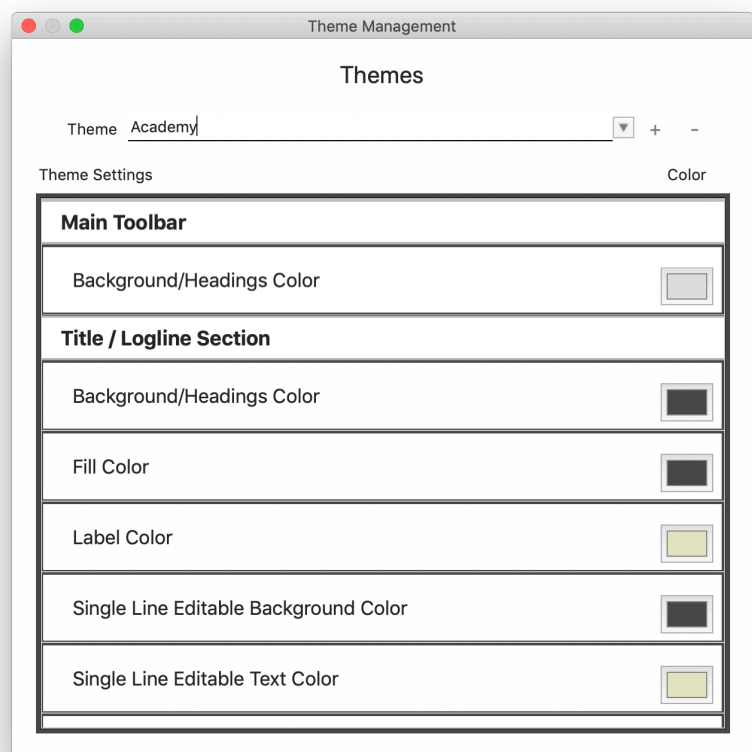 Theme Management
Themes
Theme Academy + -
Theme Settings Color
Main Toolbar
Background/Headings Color
Title / Logline Section
Background/Headings Color
Fill Color
Label Color
Single Line Editable Background Color
Single Line Editable Text Color